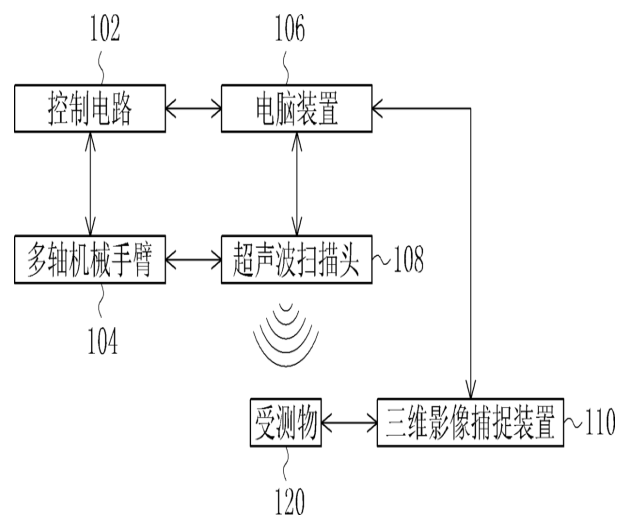 102
106
控制电路
电脑装置
多轴机械手臂
超声波扫描头
108
104
受测物
三维影像捕捉装置
110
120